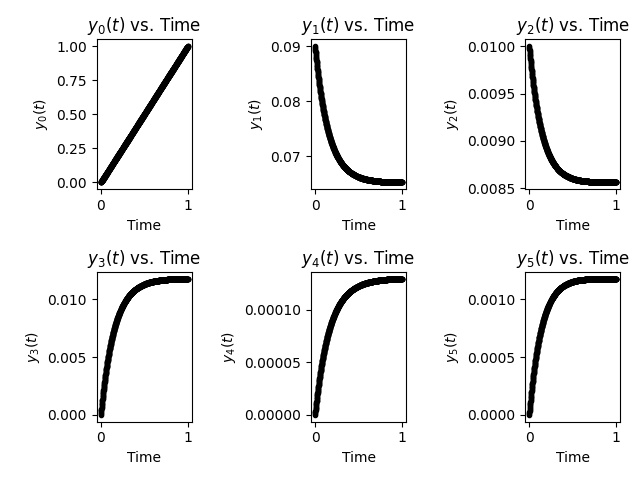 y₀(t) vs. Time
y₁(t) vs. Time
y₂(t) vs. Time
y₀(t)
1.00
0.75
0.50
0.25
0.00
0
1
Time
y₁(t)
0.09
0.08
0.07
0
1
Time
y₂(t)
0.0100
0.0095
0.0090
0.0085
0
1
Time
y₃(t) vs. Time
y₄(t) vs. Time
y₅(t) vs. Time
y₃(t)
0.010
0.005
0.000
0
1
Time
y₄(t)
0.00010
0.00005
0.00000
0
1
Time
y₅(t)
0.0010
0.0005
0.0000
0
1
Time